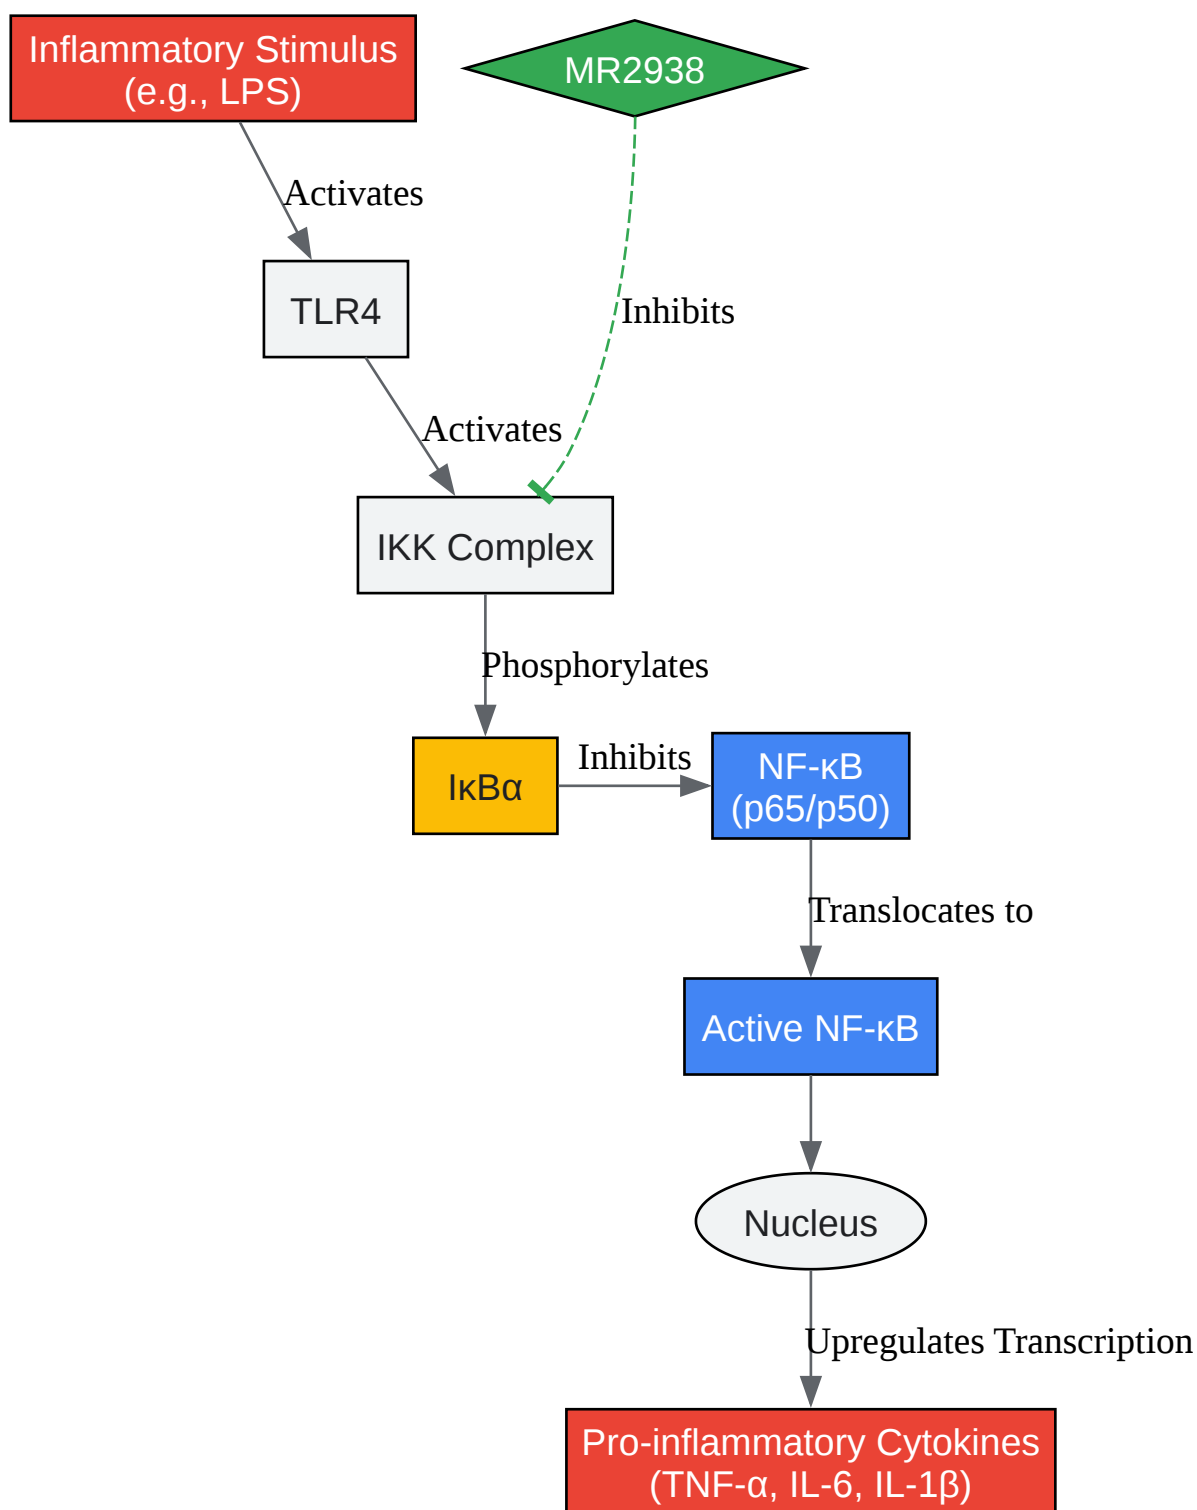 Inflammatory Stimulus
(e.g., LPS)
MR2938
Activates
TLR4
Inhibits
Activates
IKK Complex
Phosphorylates
IκBα
Inhibits
NF-κB
(p65/p50)
Translocates to
Active NF-κB
Nucleus
Upregulates Transcription
Pro-inflammatory Cytokines
(TNF-α, IL-6, IL-1β)